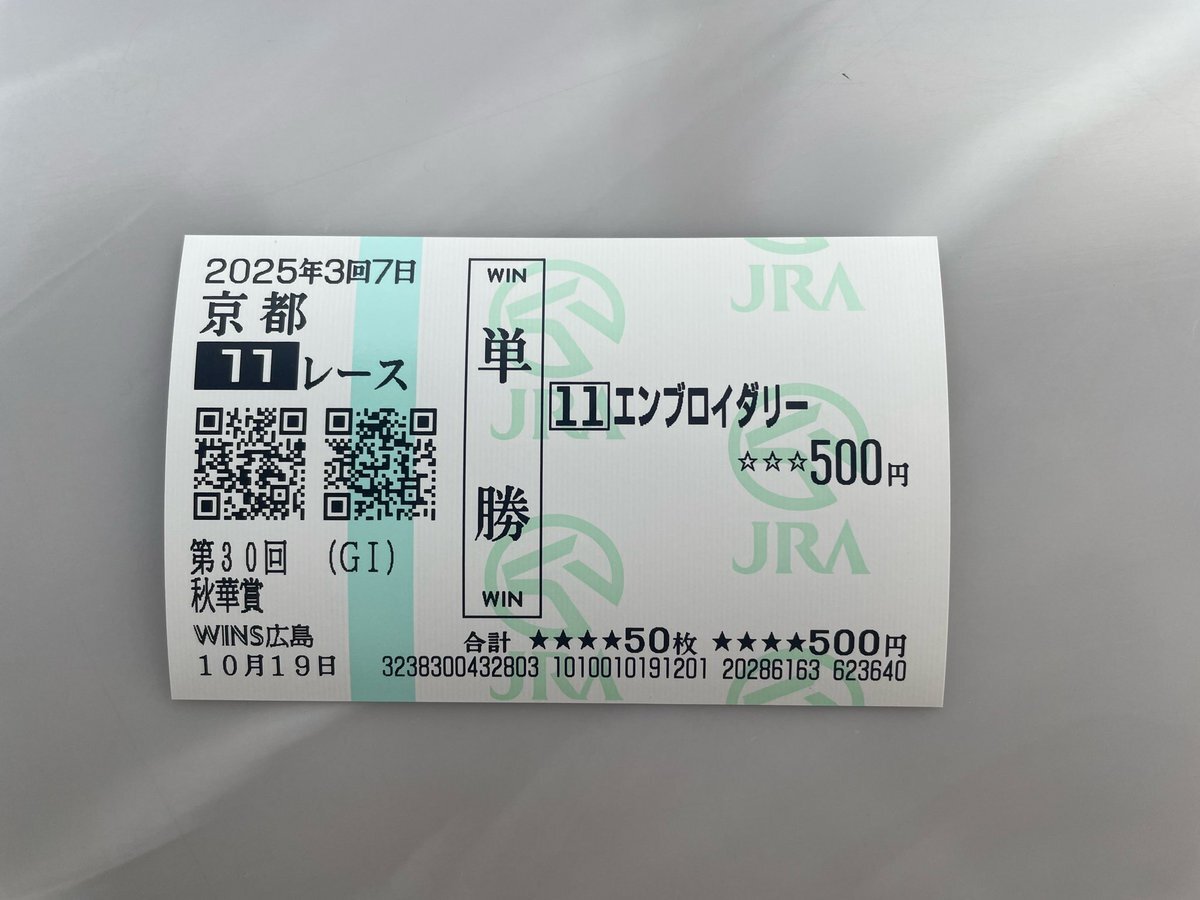 2025年3回7日
京都
11レース
第30回 (GI)
秋華賞
WINS広島
10月19日
WIN
単勝
WIN
11エンブロイダリー
☆☆☆500円
合計 ★★★★50枚 ★★★★500円
3238300432803 1010010191201 20286163 623640
JRA
JRA
JRA
JRA